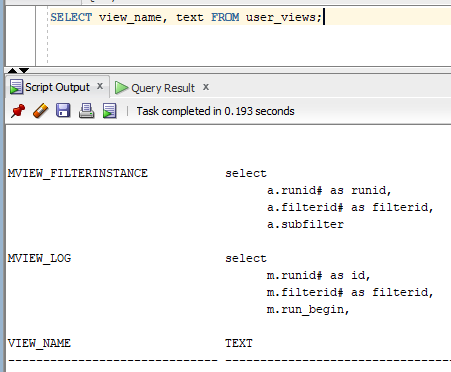 SELECT view_name, text FROM user_views;
Script Output x Query Result x
Task completed in 0.193 seconds
MVIEW_FILTERINSTANCE select
a.runid# as runid,
a.filterid# as filterid,
a.subfilter
MVIEW_LOG select
m.runid# as id,
m.filterid# as filterid,
m.run_begin,
VIEW_NAME TEXT
------------------------------ --------------------------------